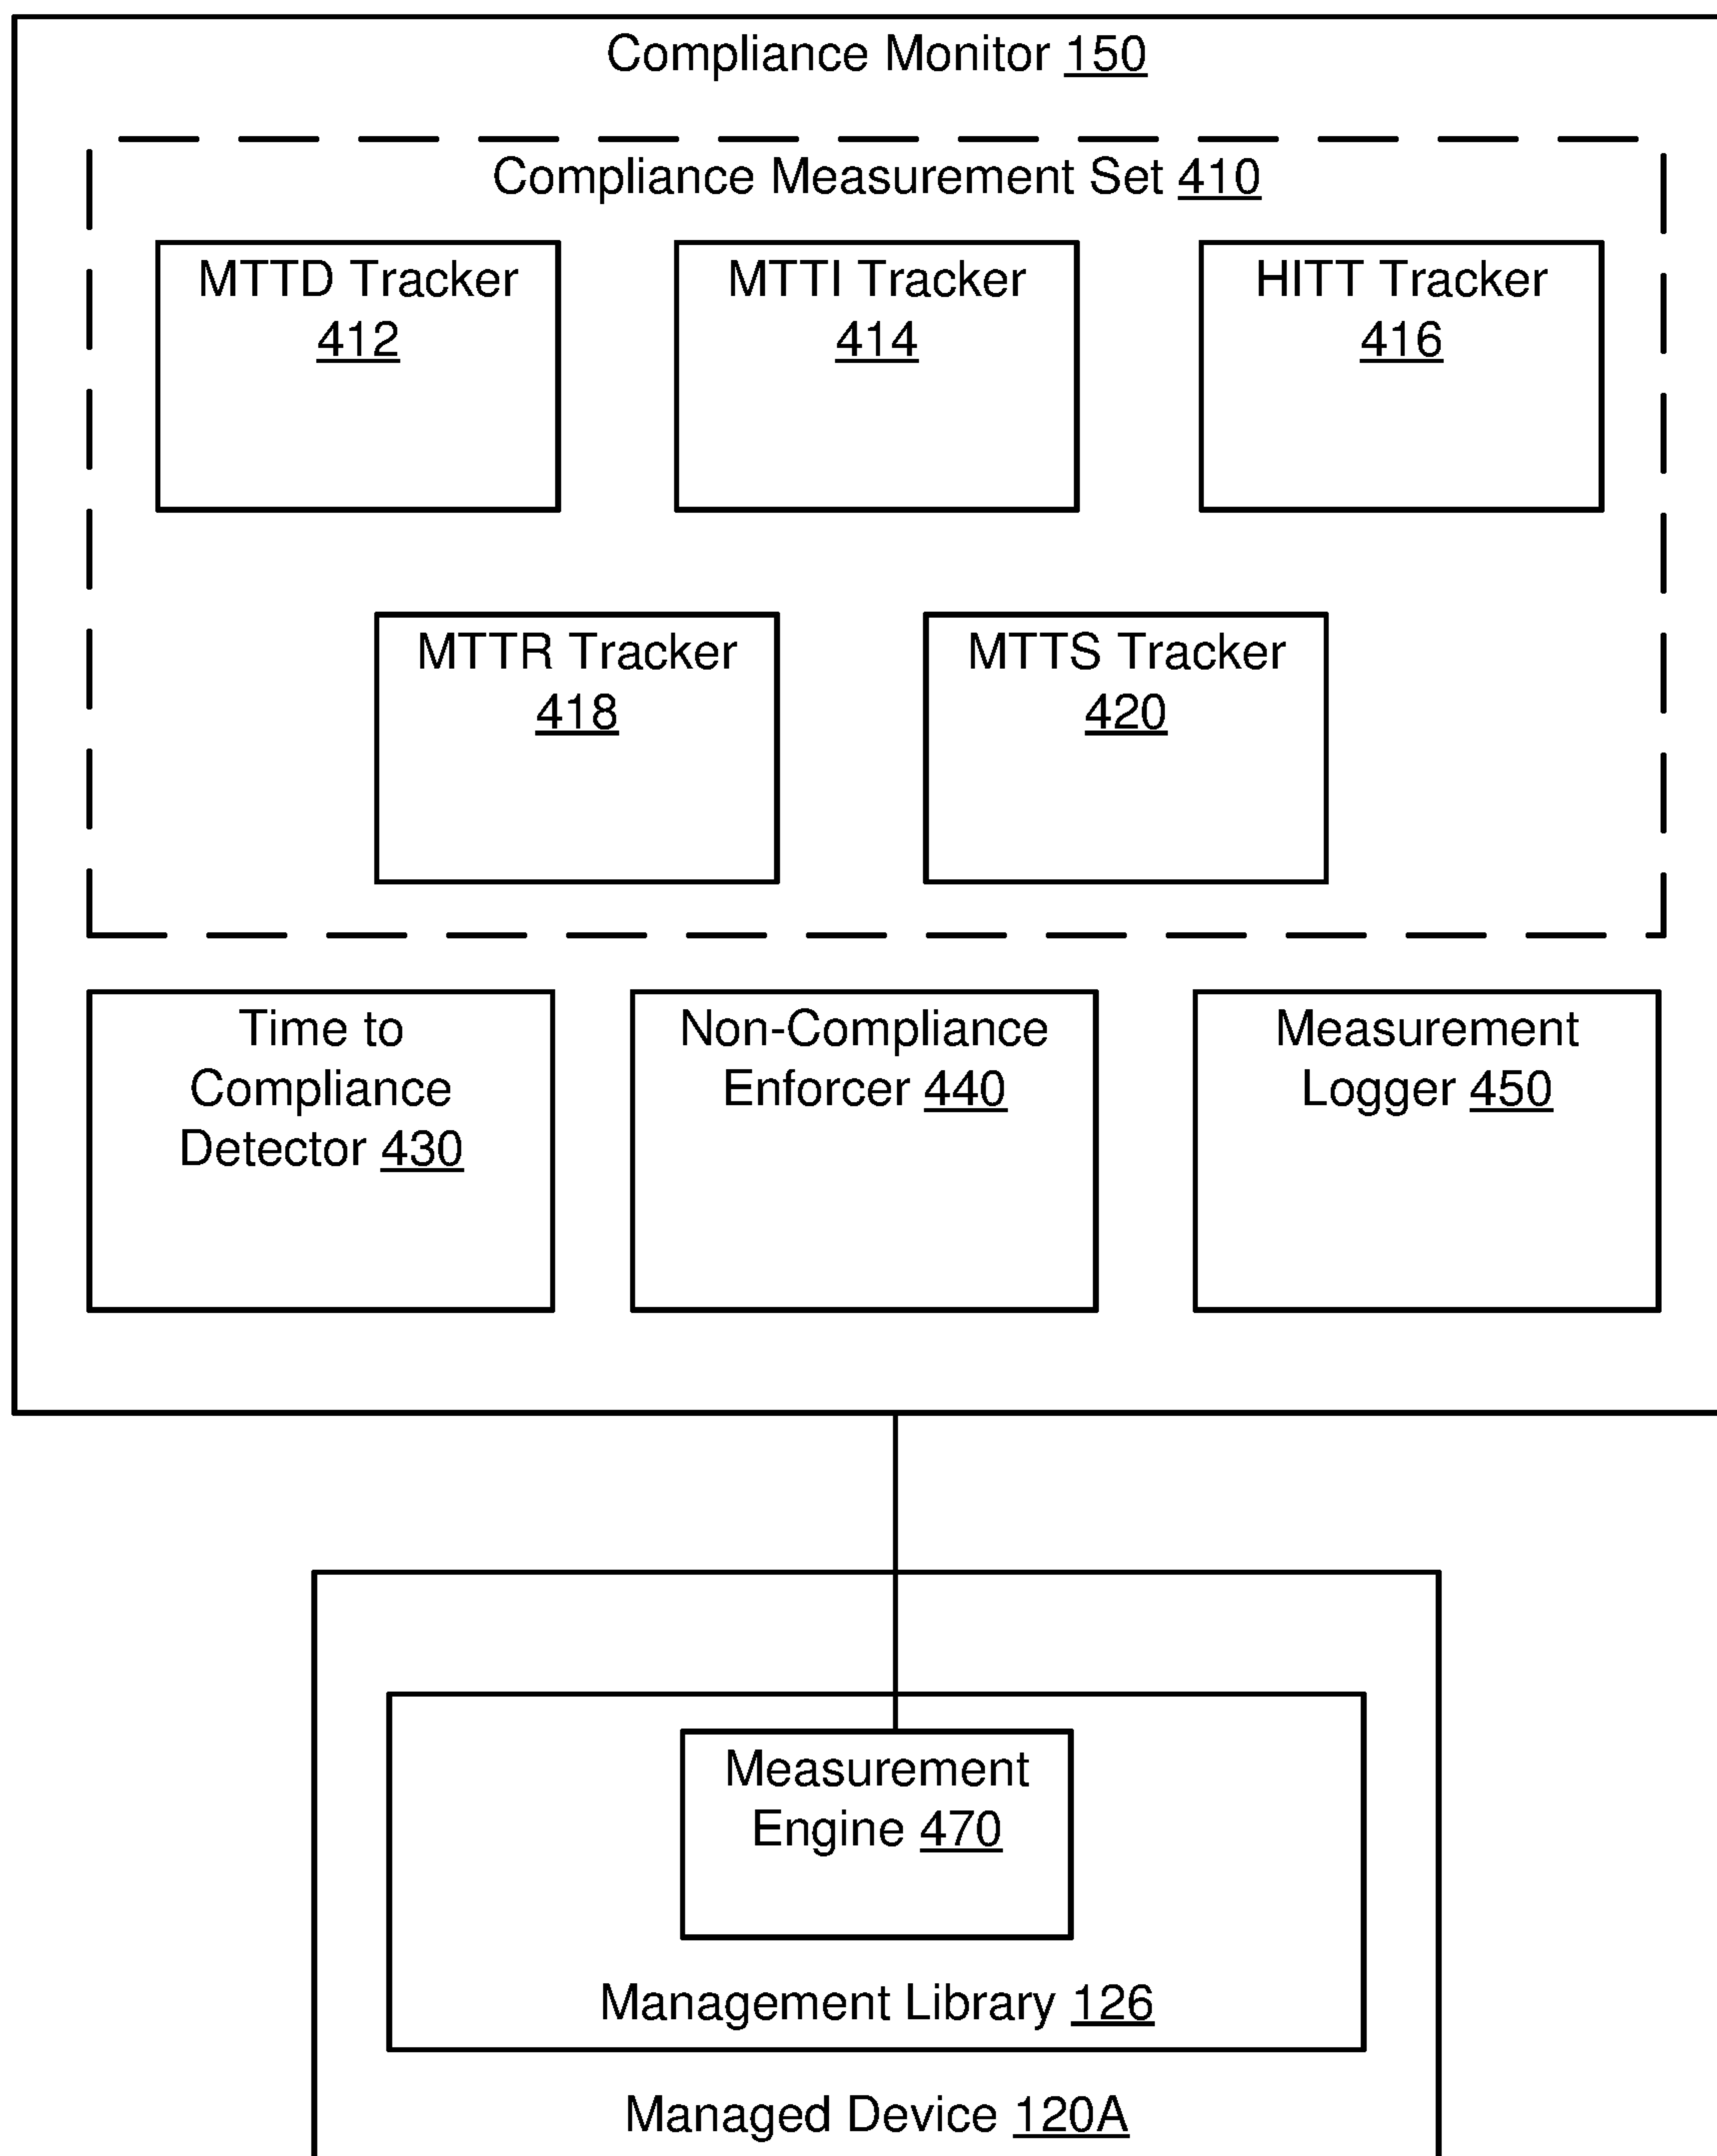 Compliance Monitor 150
Compliance Measurement Set 410
MTTD Tracker
412
MTTI Tracker
414
HITT Tracker
416
MTTR Tracker
418
MTTS Tracker
420
Time to
Compliance
Detector 430
Non-Compliance
Enforcer 440
Measurement
Logger 450
Measurement
Engine 470
Management Library 126
Managed Device 120A